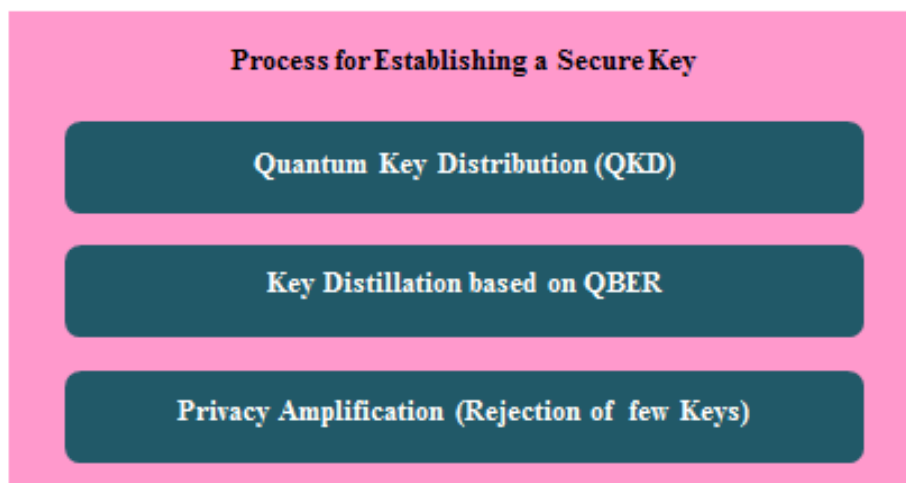 Process for Establishing a Secure Key
Quantum Key Distribution (QKD)
Key Distillation based on QBER
Privacy Amplification (Rejection of few Keys)